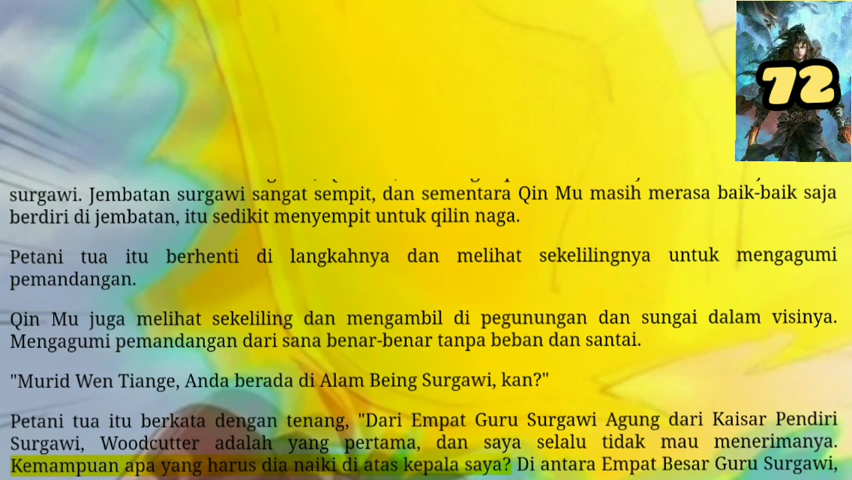 72
surgawi. Jembatan surgawi sangat sempit, dan sementara Qin Mu masih merasa baik-baik saja
berdiri di jembatan, itu sedikit menyempit untuk qilin naga.
Petani tua itu berhenti di langkahnya dan melihat sekelilingnya untuk mengagumi
pemandangan.
Qin Mu juga melihat sekeliling dan mengambil di pegunungan dan sungai dalam visinya.
Mengagumi pemandangan dari sana benar-benar tanpa beban dan santai.
"Murid Wen Tiange, Anda berada di Alam Being Surgawi, kan?"
Petani tua itu berkata dengan tenang, "Dari Empat Guru Surgawi Agung dari Kaisar Pendiri
Surgawi, Woodcutter adalah yang pertama, dan saya selalu tidak mau menerimanya.
Kemampuan apa yang harus dia naiki di atas kepala saya? Di antara Empat Besar Guru Surgawi,